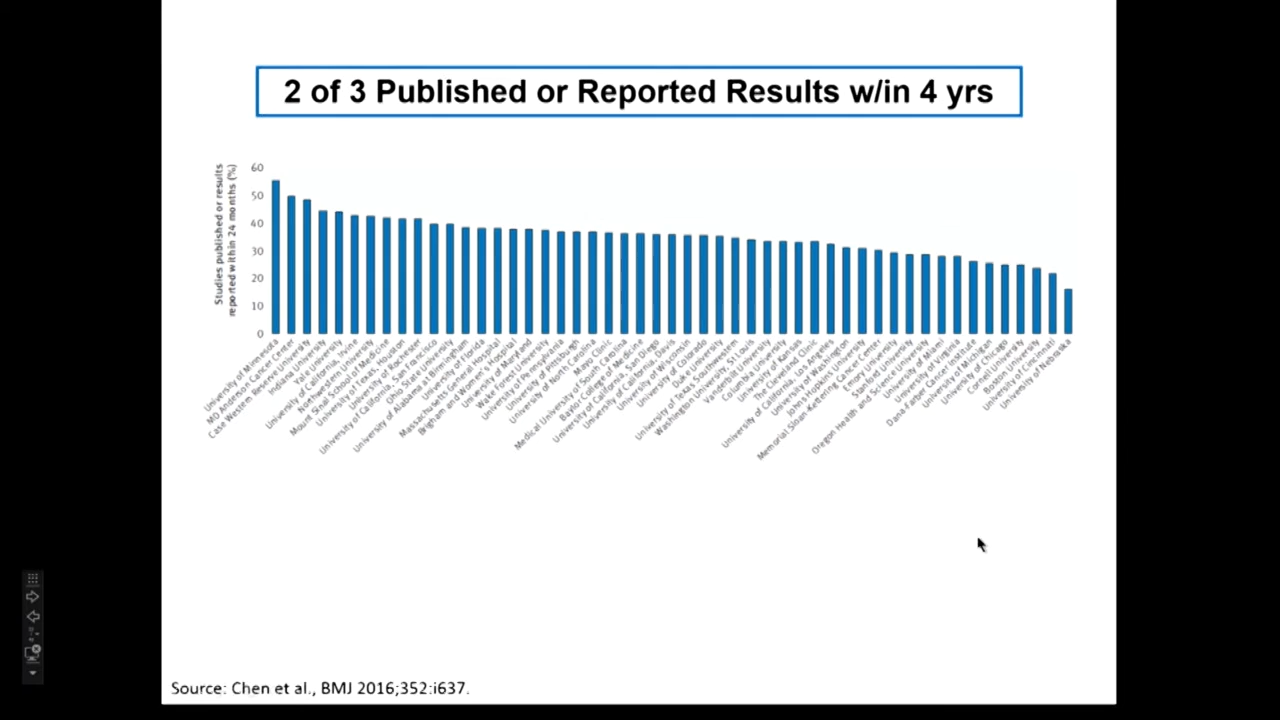 2 of 3 Published or Reported Results w/in 4 yrs
Studies published or results
reported within 24 months (%)
60
50
40
30
20
10
0
University of Minnesota
MD Anderson Cancer Center
Case Western Reserve University
Indiana University
Yale University
University of California, Irvine
Northwestern University
Mount Sinai School of Medicine
University of Texas, Houston
University of Rochester
University of California, San Francisco
Ohio State University
University of Alabama at Birmingham
University of Florida
Massachusetts General Hospital
Brigham and Women's Hospital
University of Maryland
Wake Forest University
University of Pennsylvania
University of Pittsburgh
University of North Carolina
Mayo Clinic
Medical University of South Carolina
Baylor College of Medicine
University of California, San Diego
University of California, Davis
University of Wisconsin
University of Colorado
Duke University
University of Texas Southwestern
Washington University, St Louis
Vanderbilt University
Columbia University
University of Kansas
The Cleveland Clinic
University of California, Los Angeles
University of Washington
Johns Hopkins University
Memorial Sloan-Kettering Cancer Center
Emory University
Stanford University
Oregon Health and Science University
University of Miami
University of Virginia
Dana Farber Cancer Institute
University of Michigan
University of Chicago
Cornell University
Boston University
University of Cincinnati
University of Nebraska
Source: Chen et al., BMJ 2016;352:i637.